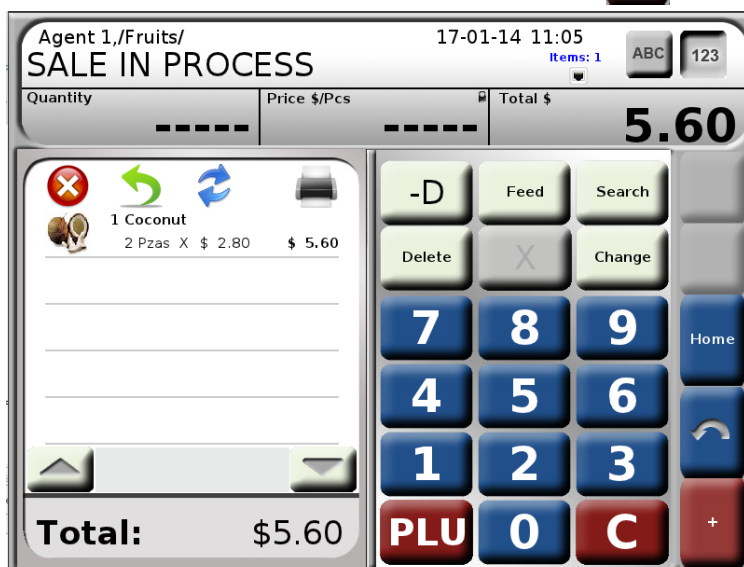 Agent 1,/Fruits/ 17-01-14 11:05
SALE IN PROCESS Items: 1 ABC 123
Quantity Price $/Pcs Total $
----- ----- 5.60
1 Coconut
2 Pzas X $ 2.80 $ 5.60
Total: $5.60
-D Feed Search
Delete X Change
7 8 9 Home
4 5 6
1 2 3
PLU 0 C +